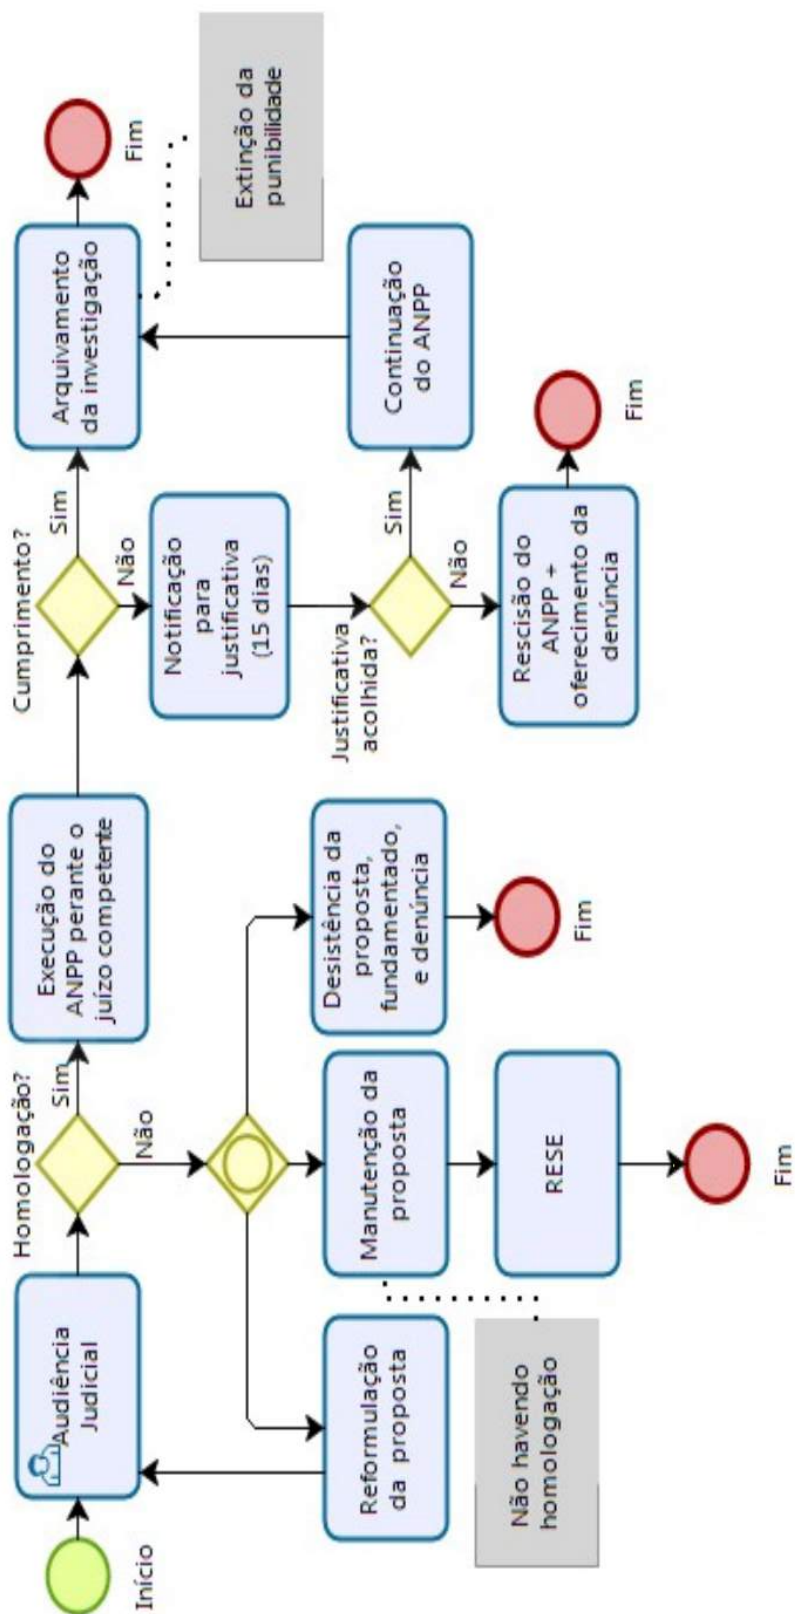 Início
Audiência
Judicial
Homologação?
Sim
Não
Execução do
ANPP perante o
juízo competente
Cumprimento?
Sim
Não
Arquivamento
da investigação
Fim
Extinção da
punibilidade
Notificação
para
justificativa
(15 dias)
Justificativa
acolhida?
Sim
Não
Continuação
do ANPP
Rescisão do
ANPP +
oferecimento da
denúncia
Fim
Reformulação
da proposta
Manutenção da
proposta
Desistência da
proposta,
fundamentado,
e denúncia
Fim
Não havendo
homologação
RESE
Fim